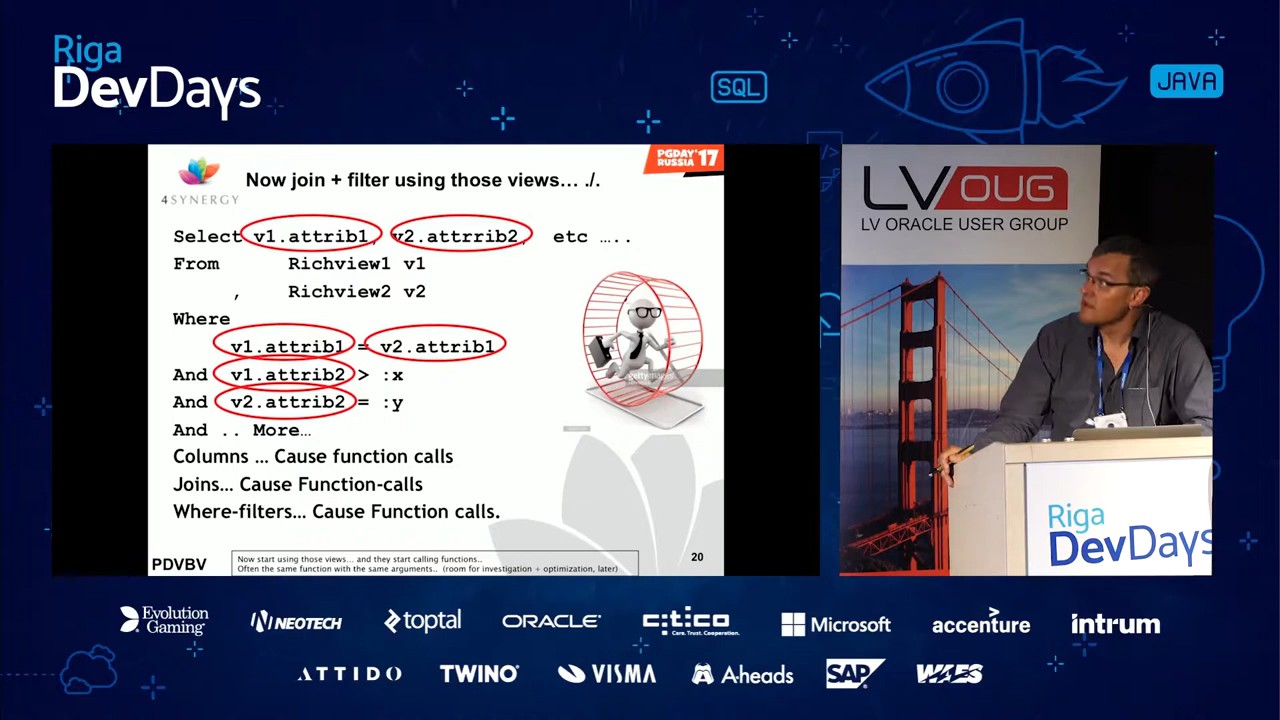 Riga
DevDays
SQL
JAVA
4SYNERGY
PGDAY'17
RUSSIA
Now join + filter using those views… ./.
Select v1.attrib1, v2.attrrib2, etc …..
From Richview1 v1
, Richview2 v2
Where
v1.attrib1 = v2.attrib1
And v1.attrib2 > :x
And v2.attrib2 = :y
And .. More…
Columns … Cause function calls
Joins… Cause Function-calls
Where-filters… Cause Function calls.
PDVBV
Now start using those views… and they start calling functions..
Often the same function with the same arguments.. (room for investigation + optimization, later)
20
LV OUG
LV ORACLE USER GROUP
Riga
DevDays
Evolution Gaming
NEOTECH
toptal
ORACLE
citico
Care. Trust. Cooperation.
Microsoft
accenture
intrum
ATTIDO
TWINO
VISMA
A-heads
SAP
WAES